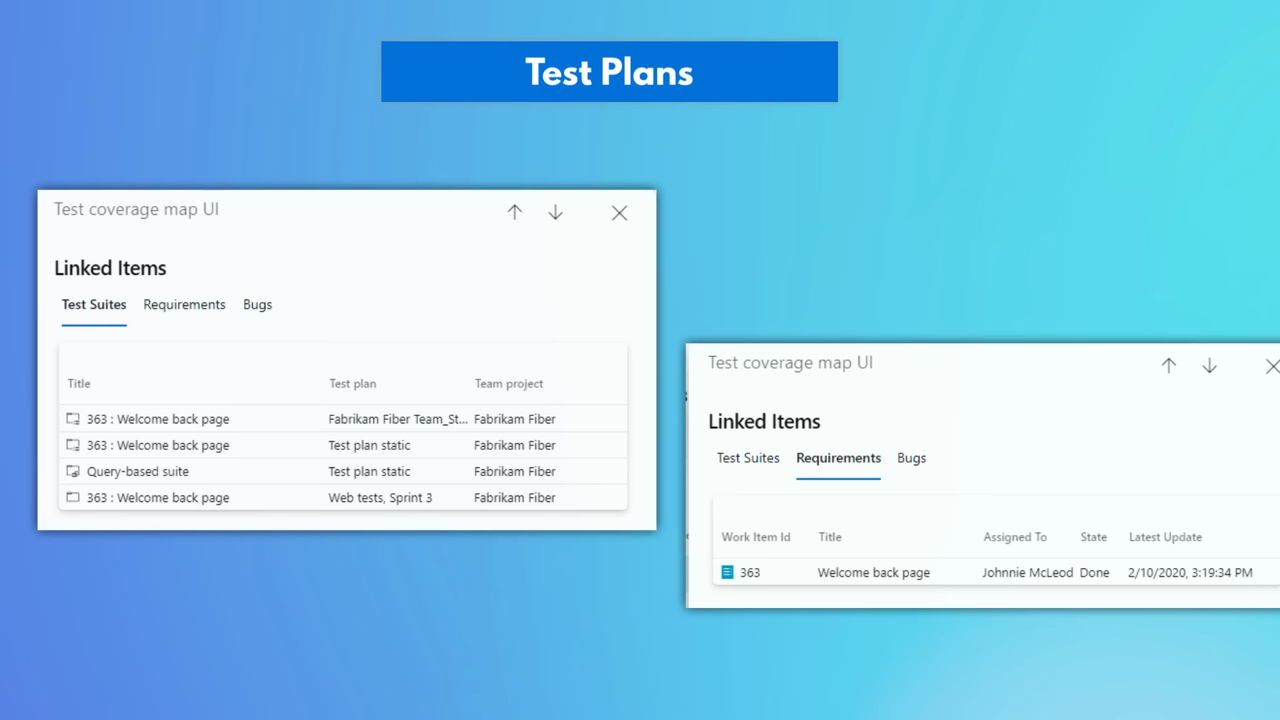 Test Plans
Test coverage map UI
Linked Items
Test Suites Requirements Bugs
Title Test plan Team project
363 : Welcome back page Fabrikam Fiber Team_St... Fabrikam Fiber
363 : Welcome back page Test plan static Fabrikam Fiber
Query-based suite Test plan static Fabrikam Fiber
363 : Welcome back page Web tests, Sprint 3 Fabrikam Fiber
Test coverage map UI
Linked Items
Test Suites Requirements Bugs
Work Item Id Title Assigned To State Latest Update
363 Welcome back page Johnnie McLeod Done 2/10/2020, 3:19:34 PM